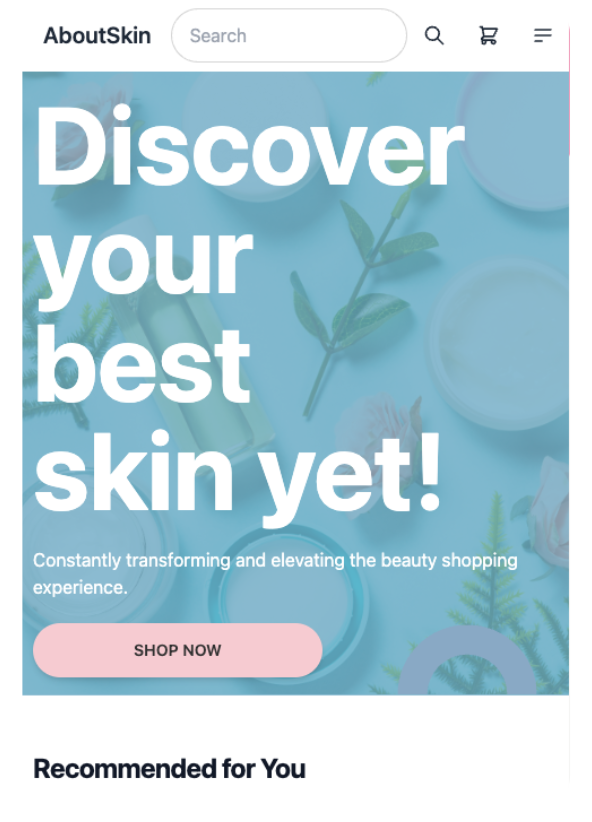 AboutSkin
Search
Discover
your
best
skin yet!
Constantly transforming and elevating the beauty shopping
experience.
SHOP NOW
Recommended for You